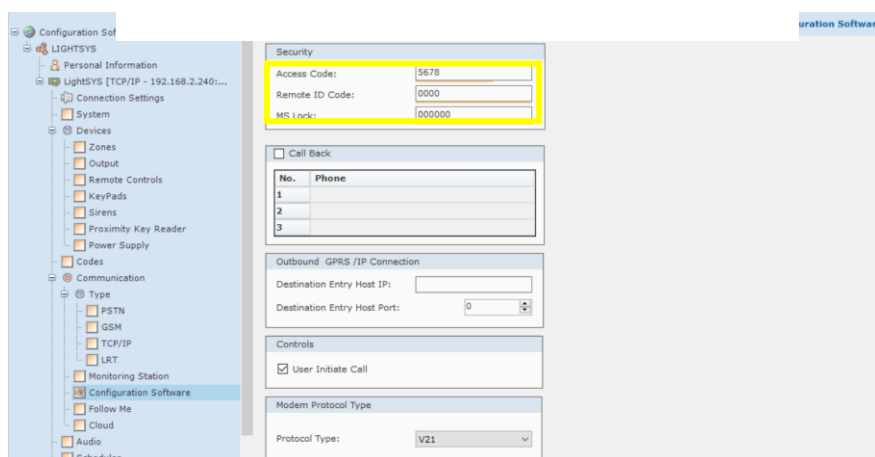 Configuration Sof
LIGHTSYS
Personal Information
LightSYS [TCP/IP - 192.168.2.240:...
Connection Settings
System
Devices
Zones
Output
Remote Controls
KeyPads
Sirens
Proximity Key Reader
Power Supply
Codes
Communication
Type
PSTN
GSM
TCP/IP
LRT
Monitoring Station
Configuration Software
Follow Me
Cloud
Audio
uration Softwar
Security
Access Code: 5678
Remote ID Code: 0000
MS Lock: 000000
Call Back
No. Phone
1
2
3
Outbound GPRS /IP Connection
Destination Entry Host IP:
Destination Entry Host Port: 0
Controls
User Initiate Call
Modem Protocol Type
Protocol Type: V21